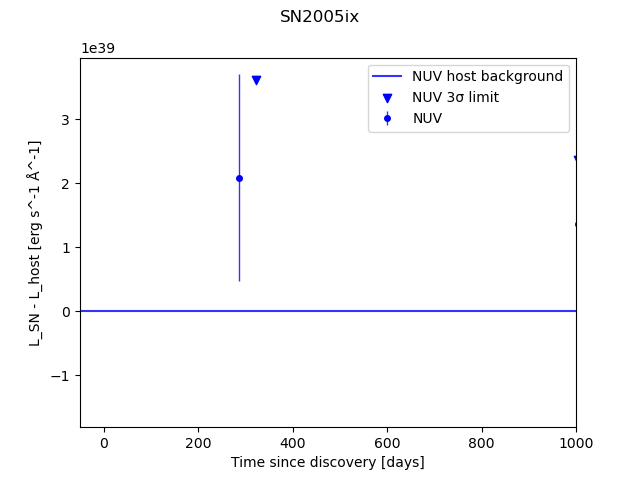 SN2005ix
1e39
NUV host background
NUV 3σ limit
NUV
3
2
1
0
−1
L_SN - L_host [erg s^-1 Å^-1]
0
200
400
600
800
1000
Time since discovery [days]